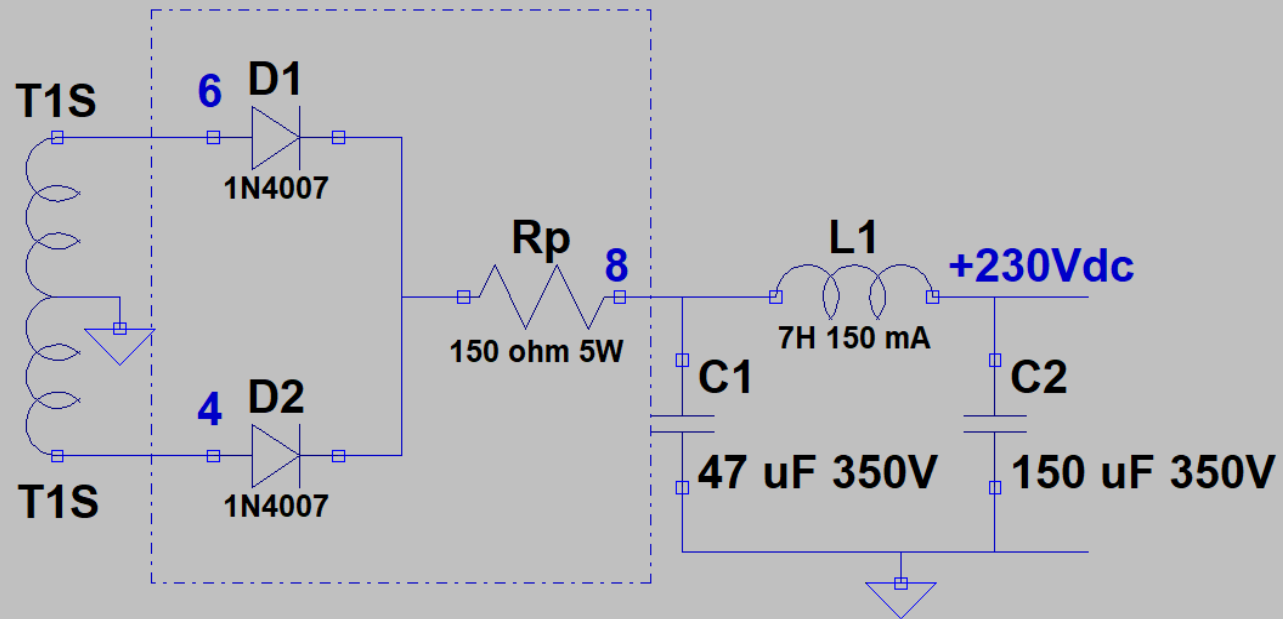 T1S
6
D1
1N4007
Rp
8
150 ohm 5W
L1
+230Vdc
7H 150 mA
4
D2
1N4007
T1S
C1
47 uF 350V
C2
150 uF 350V